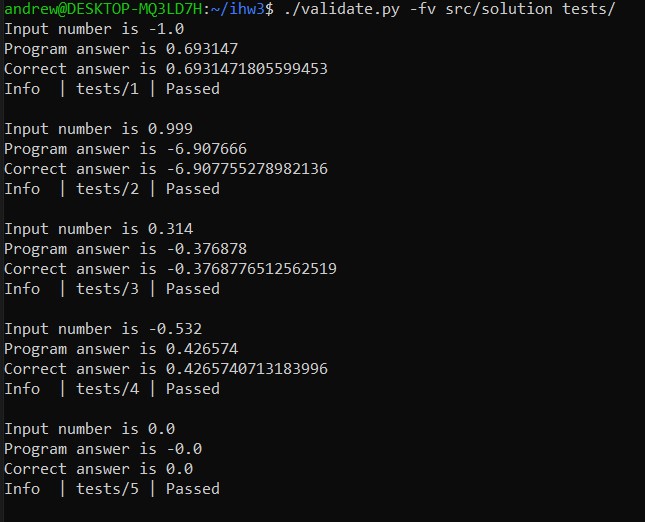 andrew@DESKTOP-MQ3LD7H:~/ihw3$ ./validate.py -fv src/solution tests/
Input number is -1.0
Program answer is 0.693147
Correct answer is 0.6931471805599453
Info  | tests/1 | Passed

Input number is 0.999
Program answer is -6.907666
Correct answer is -6.907755278982136
Info  | tests/2 | Passed

Input number is 0.314
Program answer is -0.376878
Correct answer is -0.3768776512562519
Info  | tests/3 | Passed

Input number is -0.532
Program answer is 0.426574
Correct answer is 0.4265740713183996
Info  | tests/4 | Passed

Input number is 0.0
Program answer is -0.0
Correct answer is 0.0
Info  | tests/5 | Passed